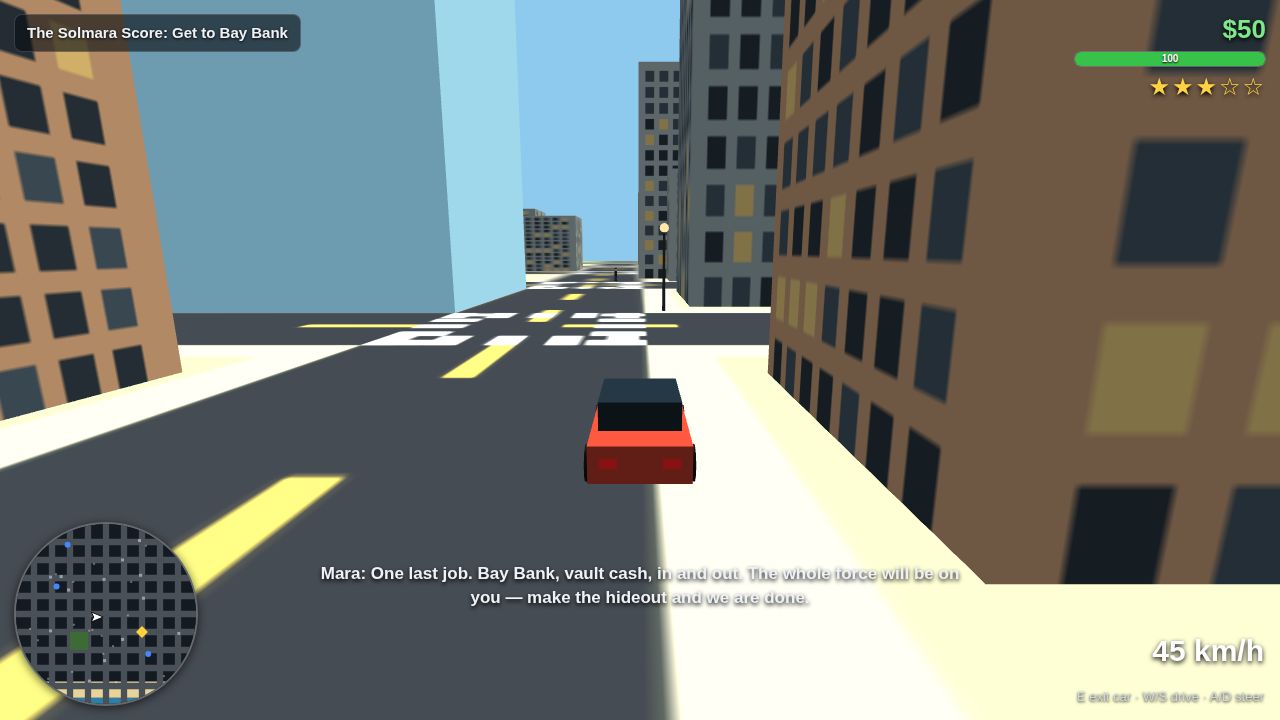 The Solmara Score: Get to Bay Bank
$50
100
★★★☆☆
Mara: One last job. Bay Bank, vault cash, in and out. The whole force will be on
you — make the hideout and we are done.
45 km/h
E exit car · W/S drive · A/D steer